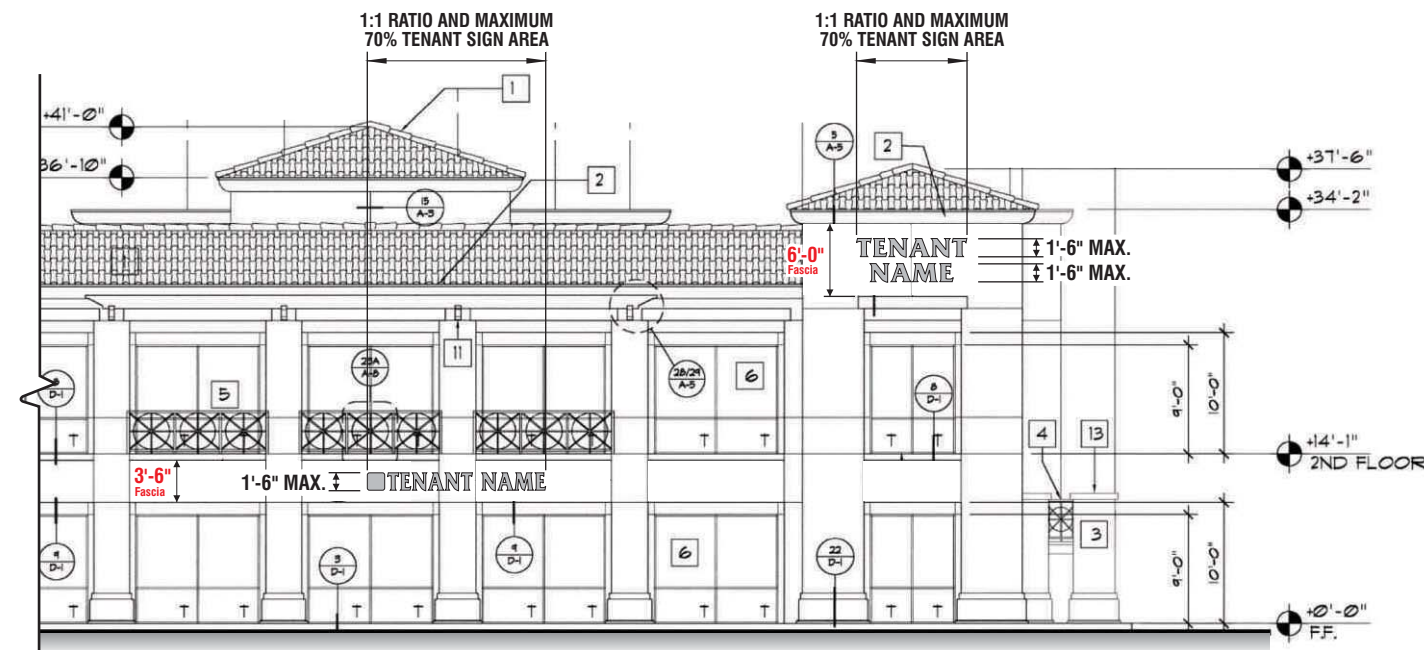 1:1 RATIO AND MAXIMUM
70% TENANT SIGN AREA
1:1 RATIO AND MAXIMUM
70% TENANT SIGN AREA
1
+41'-0"
5
A-5
2
36'-10"
2
+37'-6"
15
A-5
+34'-2"
6'-0"
Fascia
TENANT
NAME
1'-6" MAX.
1'-6" MAX.
11
25A
A-5
28/29
A-5
6
5
D-1
8
D-1
9'-0"
10'-0"
T T T T T T T T T T
4
13
+14'-1"
2ND FLOOR
3'-6"
Fascia
1'-6" MAX.
TENANT NAME
9
D-1
3
D-1
9
D-1
6
22
D-1
3
9'-0"
10'-0"
T T T T T T T T T T T
+0'-0"
F.F.